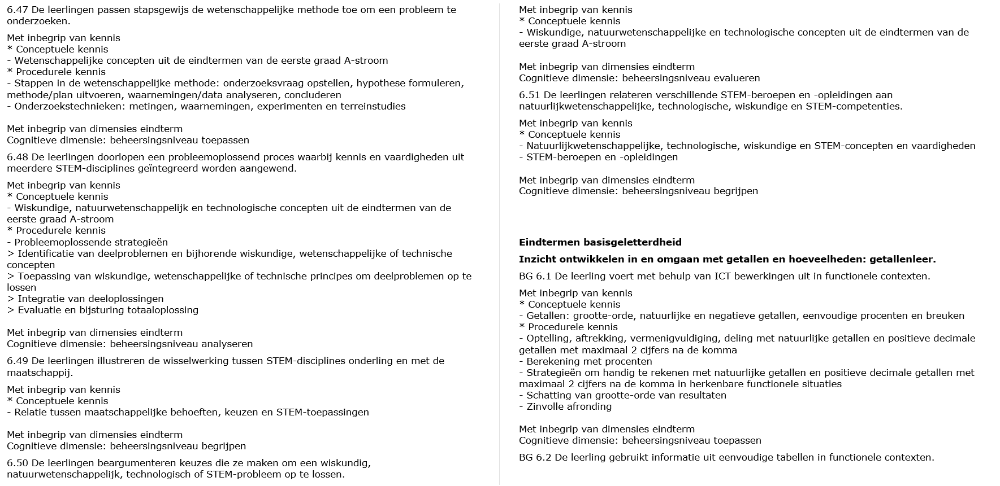 6.47 De leerlingen passen stapsgewijs de wetenschappelijke methode toe om een probleem te
onderzoeken.
Met inbegrip van kennis
* Conceptuele kennis
- Wetenschappelijke concepten uit de eindtermen van de eerste graad A-stroom
* Procedurele kennis
- Stappen in de wetenschappelijke methode: onderzoeksvraag opstellen, hypothese formuleren,
methode/plan uitvoeren, waarnemingen/data analyseren, concluderen
- Onderzoekstechnieken: metingen, waarnemingen, experimenten en terreinstudies
Met inbegrip van dimensies eindterm
Cognitieve dimensie: beheersingsniveau toepassen
6.48 De leerlingen doorlopen een probleemoplossend proces waarbij kennis en vaardigheden uit
meerdere STEM-disciplines geïntegreerd worden aangewend.
Met inbegrip van kennis
* Conceptuele kennis
- Wiskundige, natuurwetenschappelijk en technologische concepten uit de eindtermen van de
eerste graad A-stroom
* Procedurele kennis
- Probleemoplossende strategieën
> Identificatie van deelproblemen en bijhorende wiskundige, wetenschappelijke of technische
concepten
> Toepassing van wiskundige, wetenschappelijke of technische principes om deelproblemen op te
lossen
> Integratie van deeloplossingen
> Evaluatie en bijsturing totaaloplossing
Met inbegrip van dimensies eindterm
Cognitieve dimensie: beheersingsniveau analyseren
6.49 De leerlingen illustreren de wisselwerking tussen STEM-disciplines onderling en met de
maatschappij.
Met inbegrip van kennis
* Conceptuele kennis
- Relatie tussen maatschappelijke behoeften, keuzen en STEM-toepassingen
Met inbegrip van dimensies eindterm
Cognitieve dimensie: beheersingsniveau begrijpen
6.50 De leerlingen beargumenteren keuzes die ze maken om een wiskundig,
natuurwetenschappelijk, technologisch of STEM-probleem op te lossen.
Met inbegrip van kennis
* Conceptuele kennis
- Wiskundige, natuurwetenschappelijke en technologische concepten uit de eindtermen van de
eerste graad A-stroom
Met inbegrip van dimensies eindterm
Cognitieve dimensie: beheersingsniveau evalueren
6.51 De leerlingen relateren verschillende STEM-beroepen en -opleidingen aan
natuurlijkwetenschappelijke, technologische, wiskundige en STEM-competenties.
Met inbegrip van kennis
* Conceptuele kennis
- Natuurlijkwetenschappelijke, technologische, wiskundige en STEM-concepten en vaardigheden
- STEM-beroepen en -opleidingen
Met inbegrip van dimensies eindterm
Cognitieve dimensie: beheersingsniveau begrijpen
Eindtermen basisgeletterdheid
Inzicht ontwikkelen in en omgaan met getallen en hoeveelheden: getallenleer.
BG 6.1 De leerling voert met behulp van ICT bewerkingen uit in functionele contexten.
Met inbegrip van kennis
* Conceptuele kennis
- Getallen: grootte-orde, natuurlijke en negatieve getallen, eenvoudige procenten en breuken
* Procedurele kennis
- Optelling, aftrekking, vermenigvuldiging, deling met natuurlijke getallen en positieve decimale
getallen met maximaal 2 cijfers na de komma
- Berekening met procenten
- Strategieën om handig te rekenen met natuurlijke getallen en positieve decimale getallen met
maximaal 2 cijfers na de komma in herkenbare functionele situaties
- Schatting van grootte-orde van resultaten
- Zinvolle afronding
Met inbegrip van dimensies eindterm
Cognitieve dimensie: beheersingsniveau toepassen
BG 6.2 De leerling gebruikt informatie uit eenvoudige tabellen in functionele contexten.